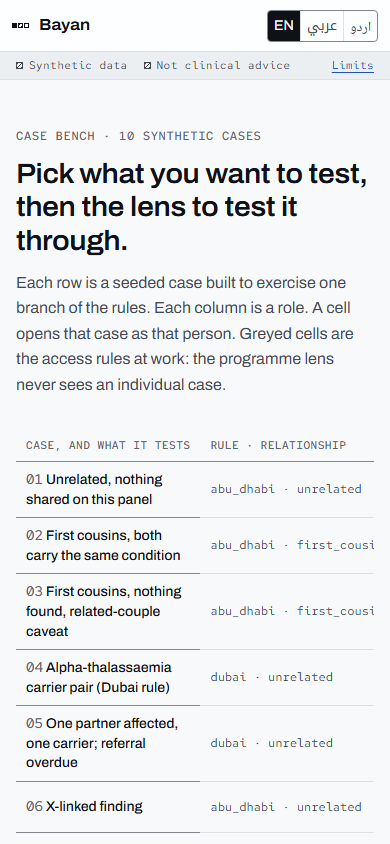 Bayan
EN عربي اردو
Synthetic data Not clinical advice Limits
CASE BENCH · 10 SYNTHETIC CASES
Pick what you want to test,
then the lens to test it
through.
Each row is a seeded case built to exercise one
branch of the rules. Each column is a role. A cell
opens that case as that person. Greyed cells are
the access rules at work: the programme lens
never sees an individual case.
CASE, AND WHAT IT TESTS RULE · RELATIONSHIP
01 Unrelated, nothing
shared on this panel
abu_dhabi · unrelated
02 First cousins, both
carry the same condition
abu_dhabi · first_cousi
03 First cousins, nothing
found, related-couple
caveat
abu_dhabi · first_cousi
04 Alpha-thalassaemia
carrier pair (Dubai rule)
dubai · unrelated
05 One partner affected,
one carrier; referral
overdue
dubai · unrelated
06 X-linked finding
abu_dhabi · unrelated